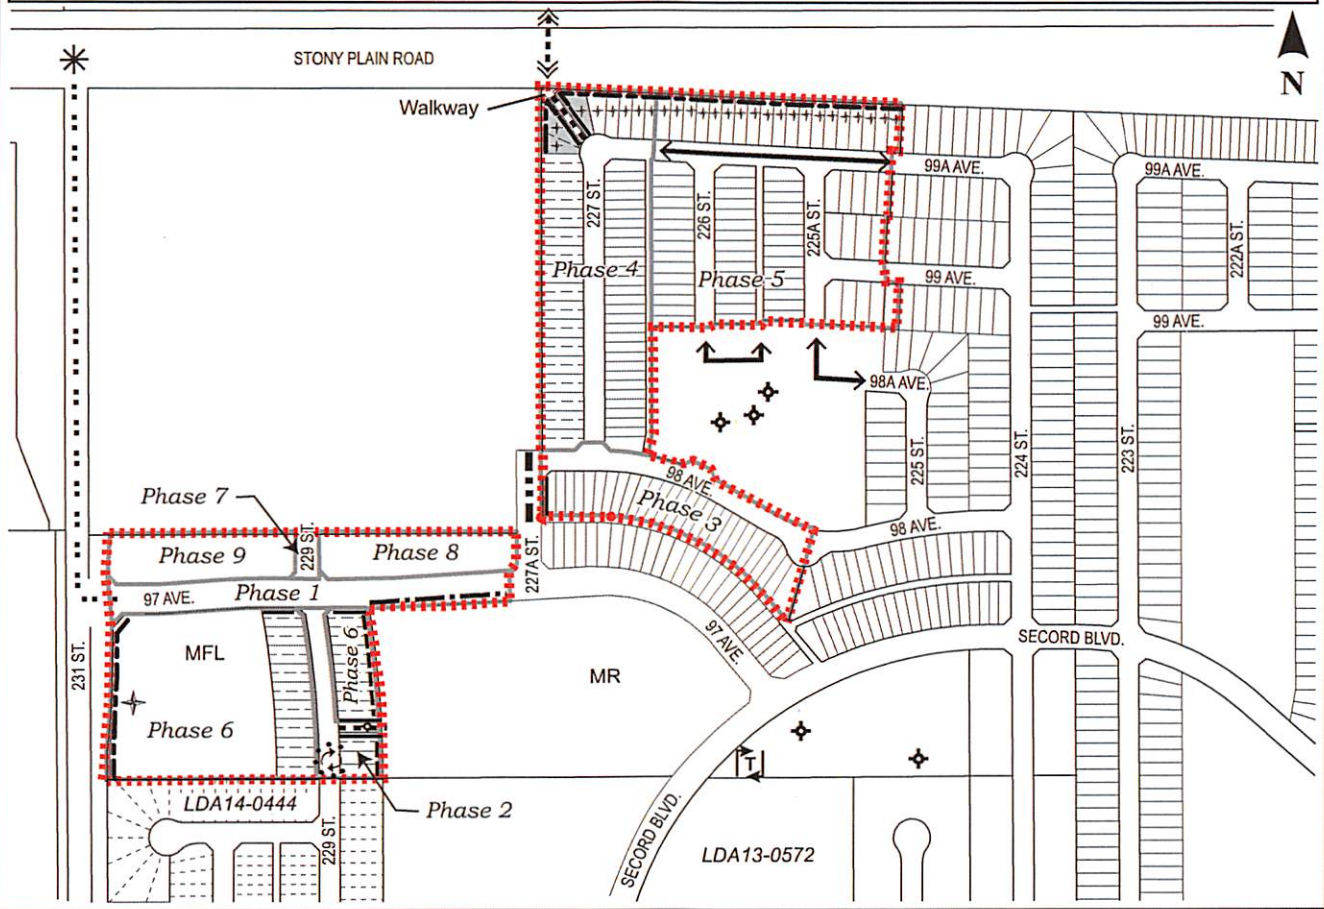 STONY PLAIN ROAD
N
Walkway
99A AVE.
99A AVE.
227 ST.
226 ST.
225A ST.
222A ST.
Phase 4
Phase 5
99 AVE.
99 AVE.
98A AVE.
225 ST.
224 ST.
223 ST.
98 AVE.
Phase 3
98 AVE.
Phase 7
229 ST.
Phase 9
Phase 8
227A ST.
97 AVE.
Phase 1
97 AVE.
SECORD BLVD.
231 ST.
MFL
Phase 6
MR
Phase 6
T
Phase 2
LDA14-0444
229 ST.
SECORD BLVD.
LDA13-0572